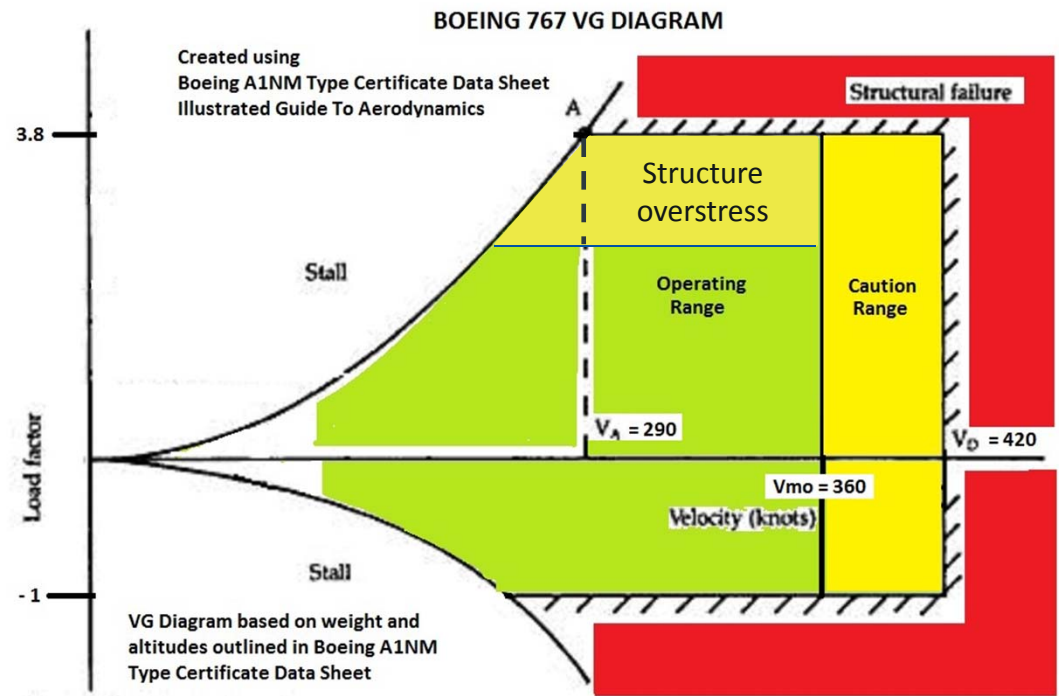 BOEING 767 VG DIAGRAM
Created using
Boeing A1NM Type Certificate Data Sheet
Illustrated Guide To Aerodynamics
Structural failure
A
3.8
Structure
overstress
Stall
Operating
Range
Caution
Range
Load factor
V_A = 290
V_D = 420
Vmo = 360
Velocity (knots)
Stall
- 1
VG Diagram based on weight and
altitudes outlined in Boeing A1NM
Type Certificate Data Sheet